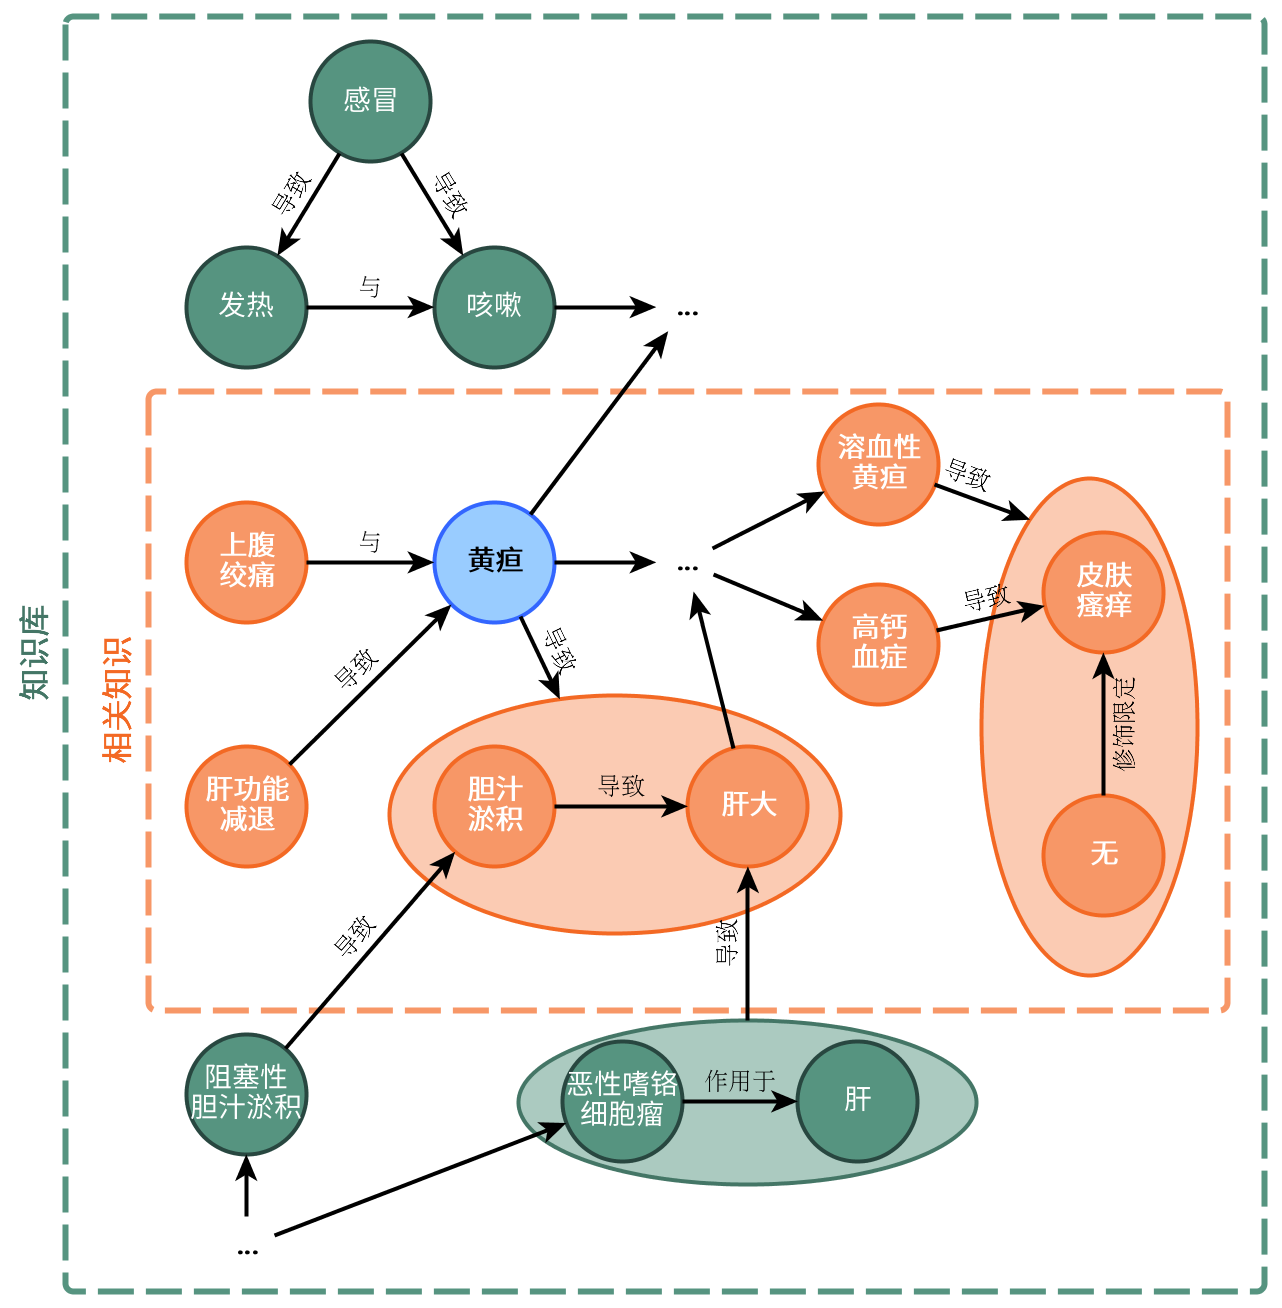 感冒
导致
导致
发热
与
咳嗽
...
溶血性
黄疸
导致
上腹
绞痛
与
黄疸
...
皮肤
瘙痒
导致
高钙
血症
导致
导致
知识库
相关知识
修饰限定
肝功能
减退
胆汁
淤积
导致
肝大
无
导致
导致
阻塞性
胆汁淤积
恶性嗜铬
细胞瘤
作用于
肝
...